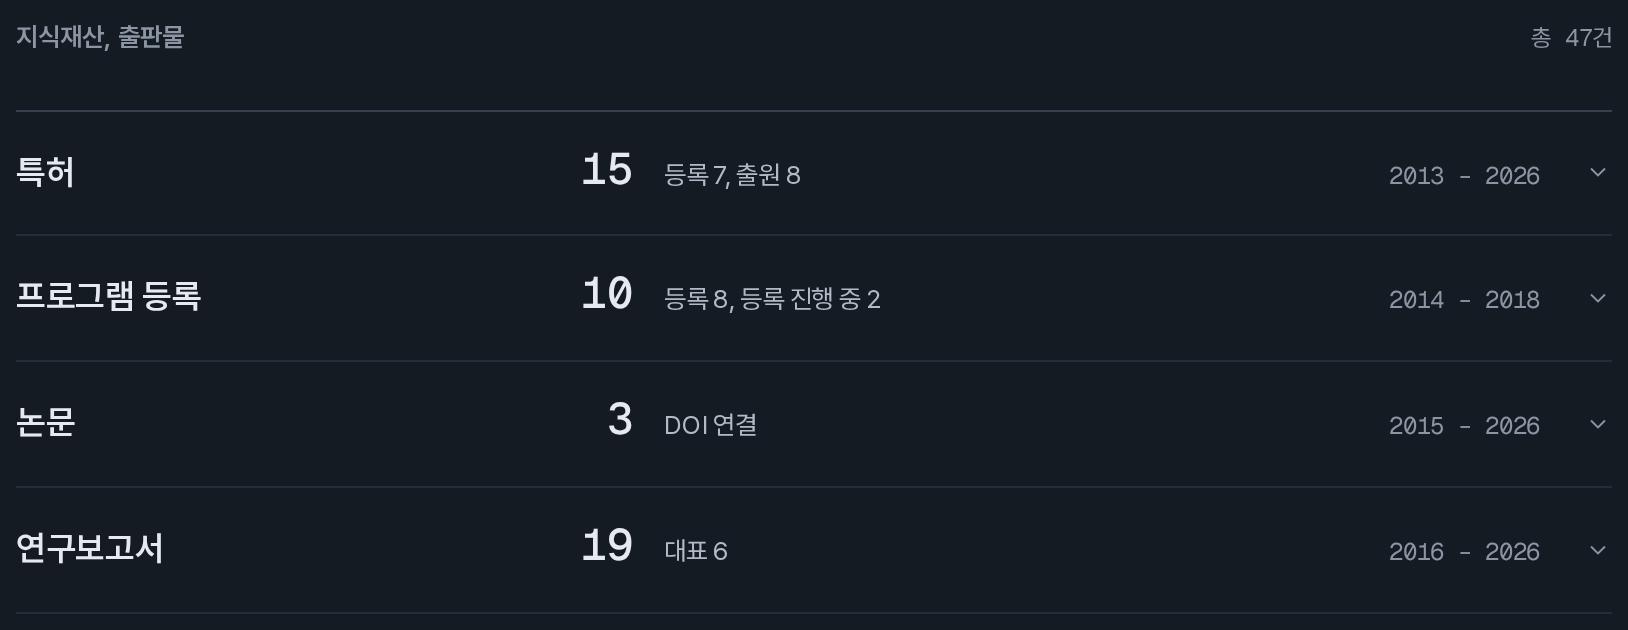 지식재산, 출판물 총 47건
특허 15 등록 7, 출원 8 2013 – 2026
프로그램 등록 10 등록 8, 등록 진행 중 2 2014 – 2018
논문 3 DOI 연결 2015 – 2026
연구보고서 19 대표 6 2016 – 2026